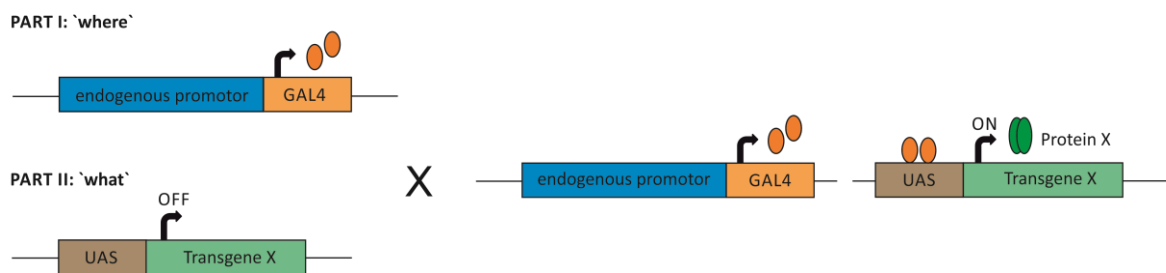 PART I: `where`
endogenous promotor GAL4
PART II: `what`
OFF
UAS Transgene X
X
endogenous promotor GAL4
ON
Protein X
UAS Transgene X